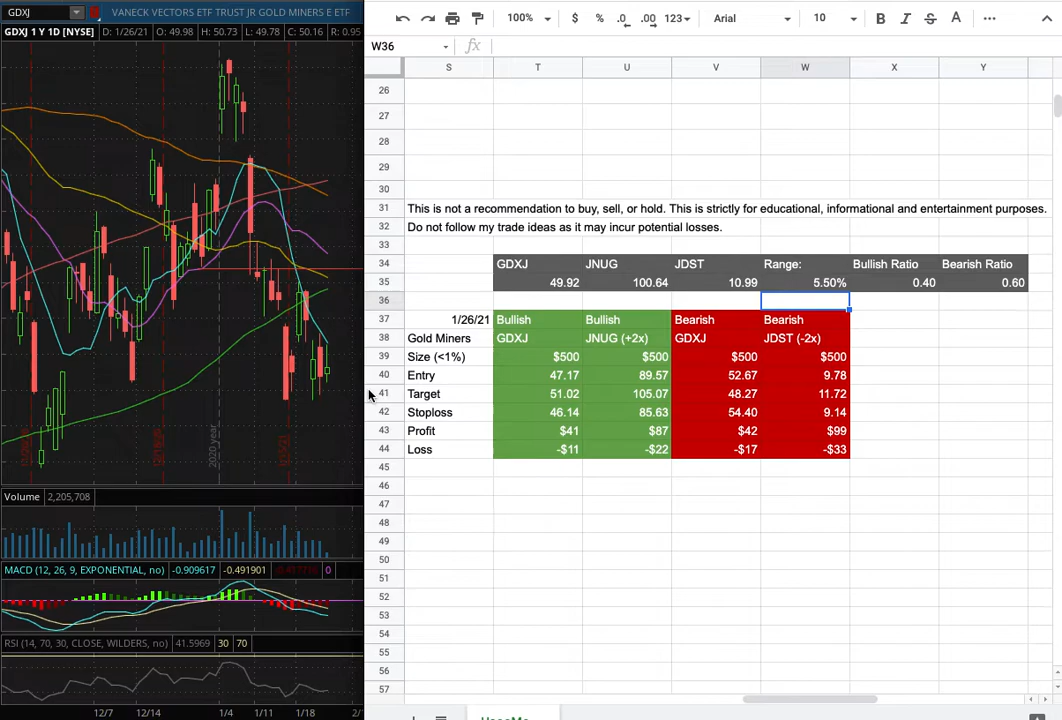 GDXJ
VANECK VECTORS ETF TRUST JR GOLD MINERS E ETF
GDXJ 1 Y 1D [NYSE] D: 1/26/21 O: 49.98 H: 50.73 L: 49.78 C: 50.16 R: 0.95
2020 year
Volume 2,205,708
MACD (12, 26, 9, EXPONENTIAL, no) -0.909617 -0.491901 0
RSI (14, 70, 30, CLOSE, WILDERS, no) 41.5969 30 70
12/7 12/14 1/4 1/11 1/18
100% $ % .0 .00 123 Arial 10 B I S A
W36 fx
S T U V W X Y
26
27
28
29
30
31 This is not a recommendation to buy, sell, or hold. This is strictly for educational, informational and entertainment purposes.
32 Do not follow my trade ideas as it may incur potential losses.
33
34 GDXJ JNUG JDST Range: Bullish Ratio Bearish Ratio
35 49.92 100.64 10.99 5.50% 0.40 0.60
36
37 1/26/21 Bullish Bullish Bearish Bearish
38 Gold Miners GDXJ JNUG (+2x) GDXJ JDST (-2x)
39 Size (<1%) $500 $500 $500 $500
40 Entry 47.17 89.57 52.67 9.78
41 Target 51.02 105.07 48.27 11.72
42 Stoploss 46.14 85.63 54.40 9.14
43 Profit $41 $87 $42 $99
44 Loss -$11 -$22 -$17 -$33
45
46
47
48
49
50
51
52
53
54
55
56
57